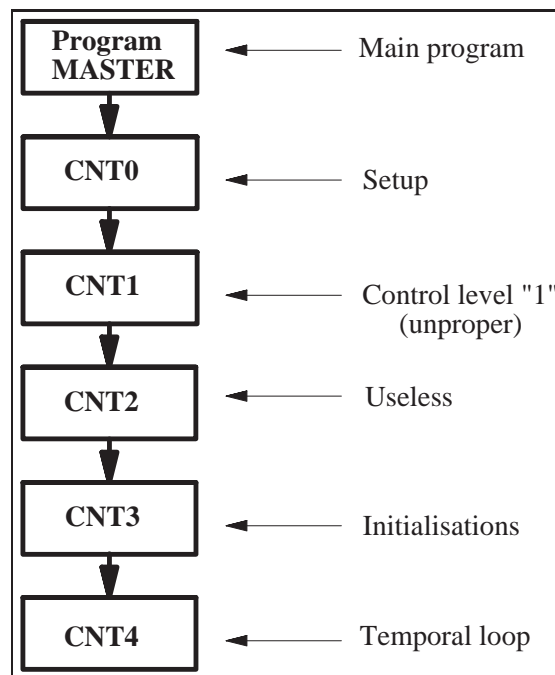 Program
MASTER
Main program
CNT0
Setup
CNT1
Control level "1"
(unproper)
CNT2
Useless
CNT3
Initialisations
CNT4
Temporal loop